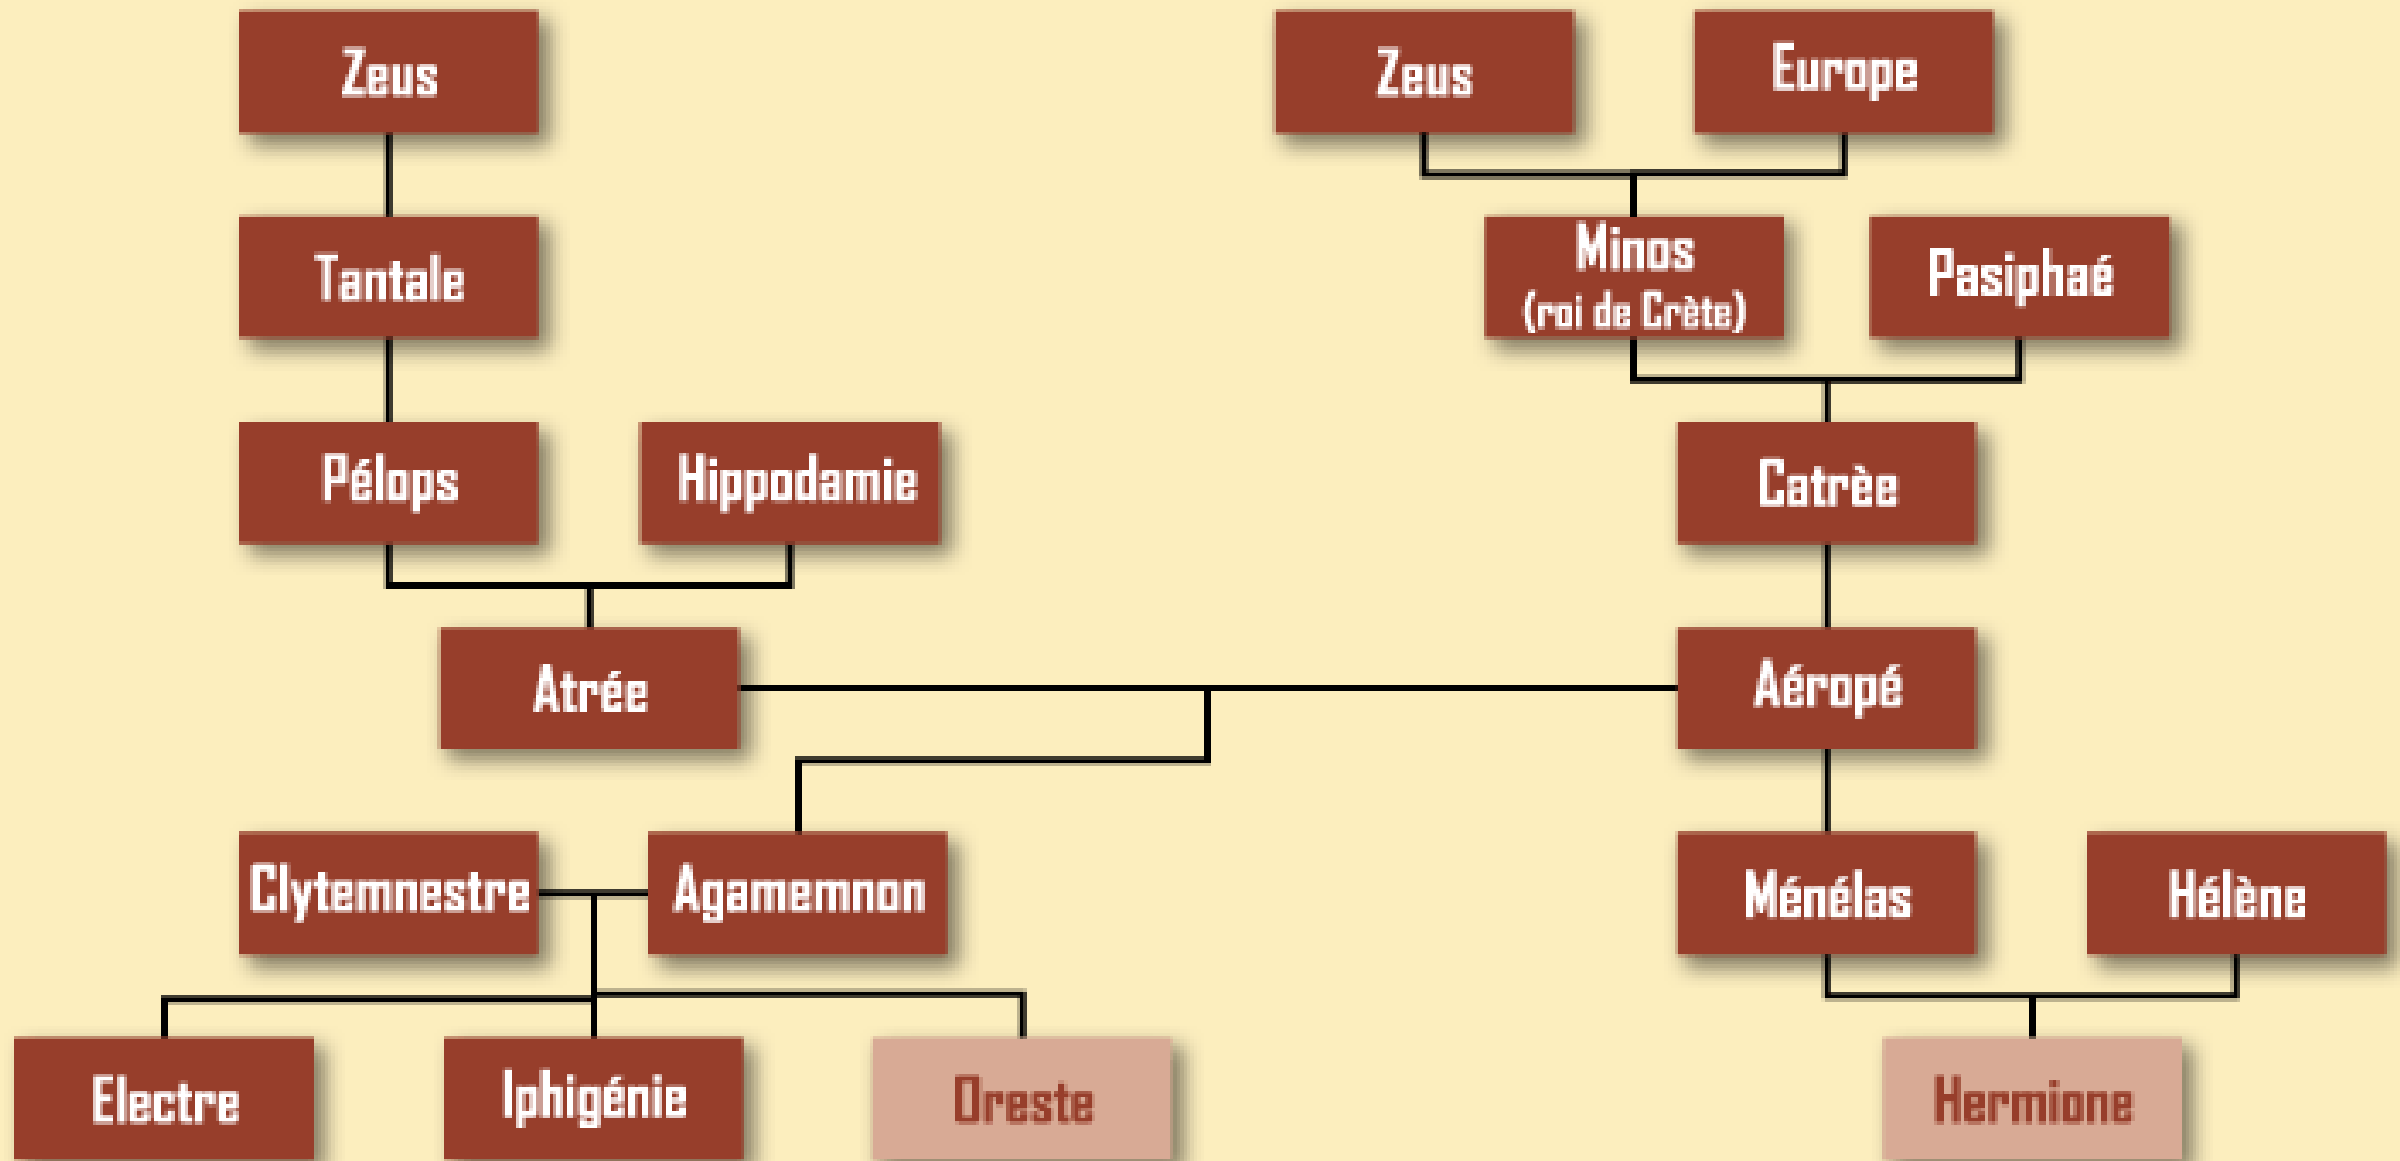 Zeus
Zeus
Europe
Tantale
Minos
(roi de Crète)
Pasiphaé
Pélops
Hippodamie
Catrèe
Atrée
Aéropé
Clytemnestre
Agamemnon
Ménélas
Hélène
Electre
Iphigénie
Oreste
Hermione